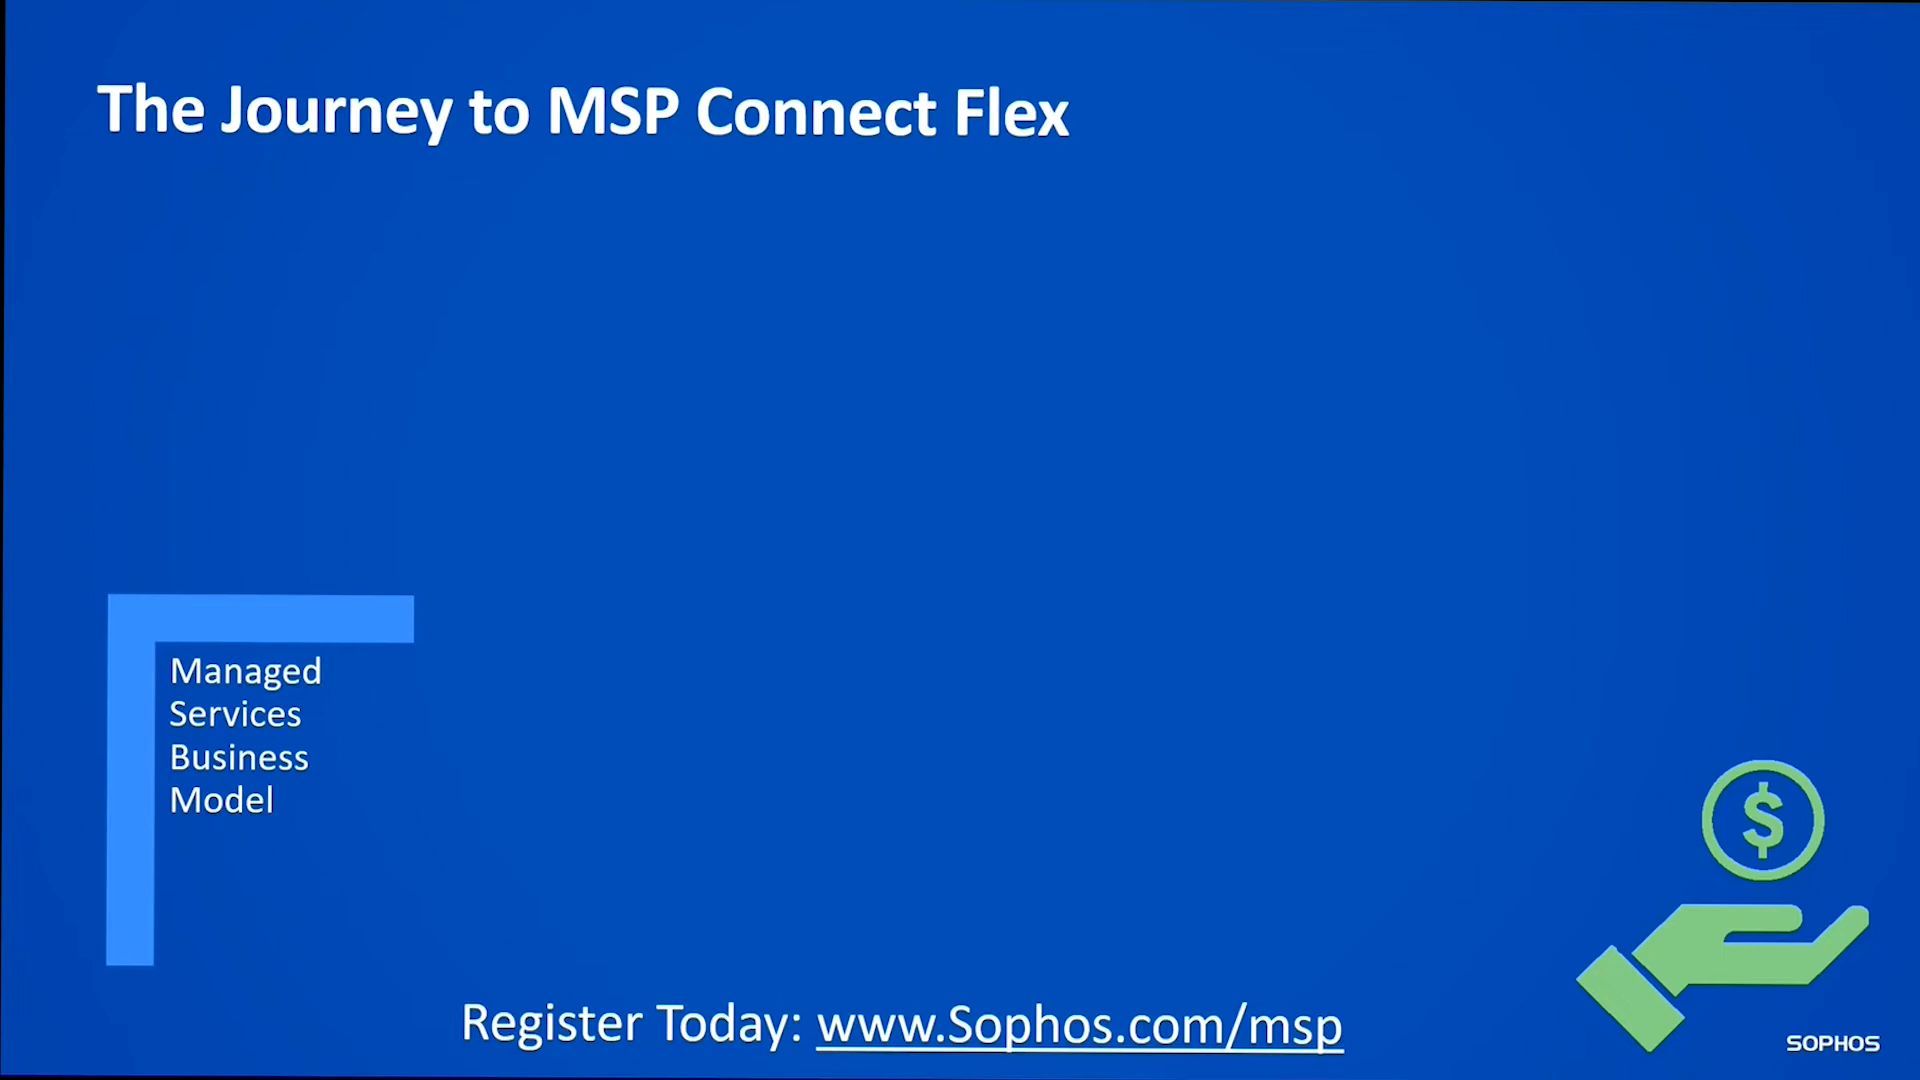 The Journey to MSP Connect Flex
Managed
Services
Business
Model
$
Register Today: www.Sophos.com/msp
SOPHOS